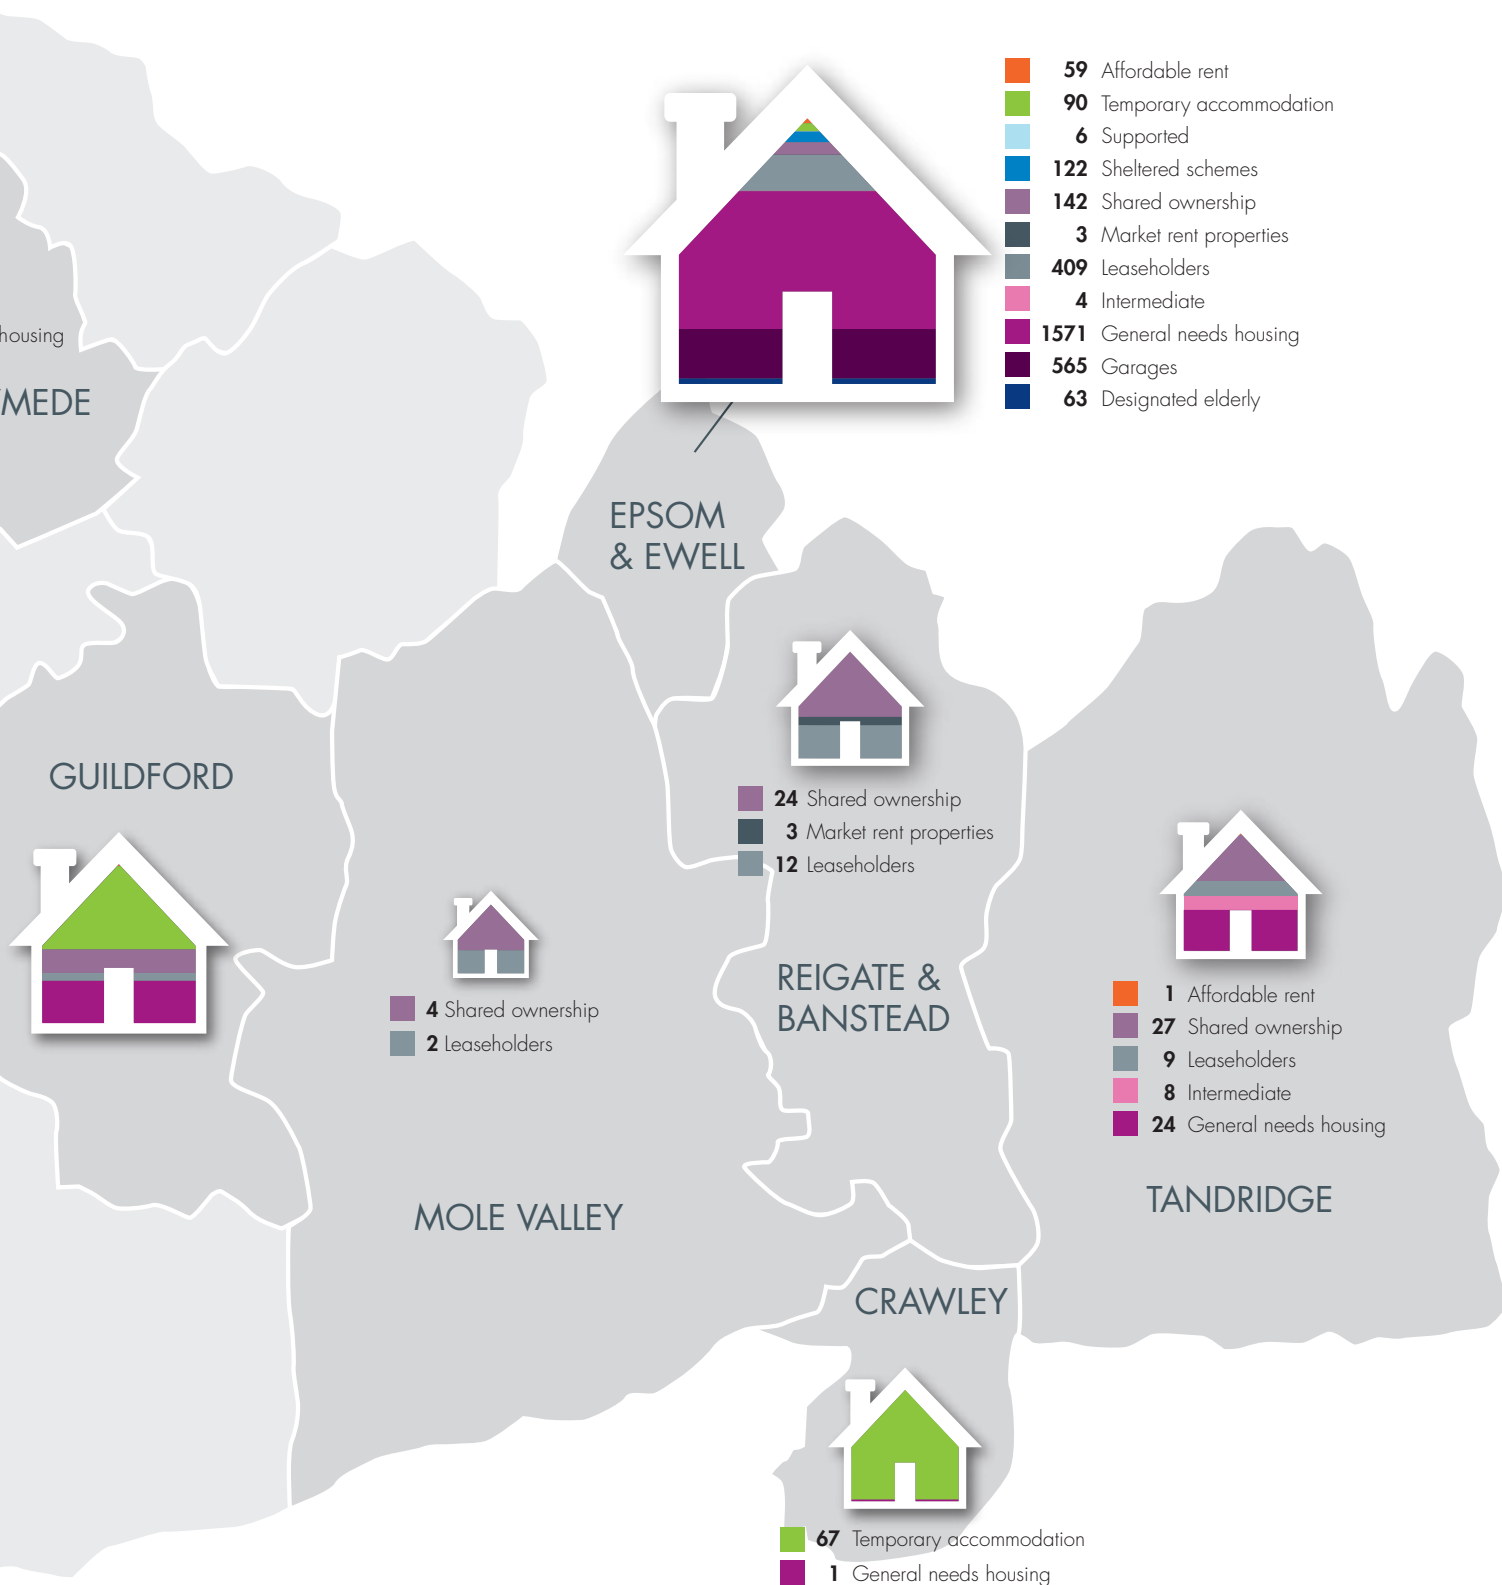 59 Affordable rent
90 Temporary accommodation
6 Supported
122 Sheltered schemes
142 Shared ownership
3 Market rent properties
409 Leaseholders
4 Intermediate
1571 General needs housing
565 Garages
63 Designated elderly
housing
MEDE
EPSOM
& EWELL
GUILDFORD
24 Shared ownership
3 Market rent properties
12 Leaseholders
REIGATE &
BANSTEAD
4 Shared ownership
2 Leaseholders
MOLE VALLEY
1 Affordable rent
27 Shared ownership
9 Leaseholders
8 Intermediate
24 General needs housing
TANDRIDGE
CRAWLEY
67 Temporary accommodation
1 General needs housing